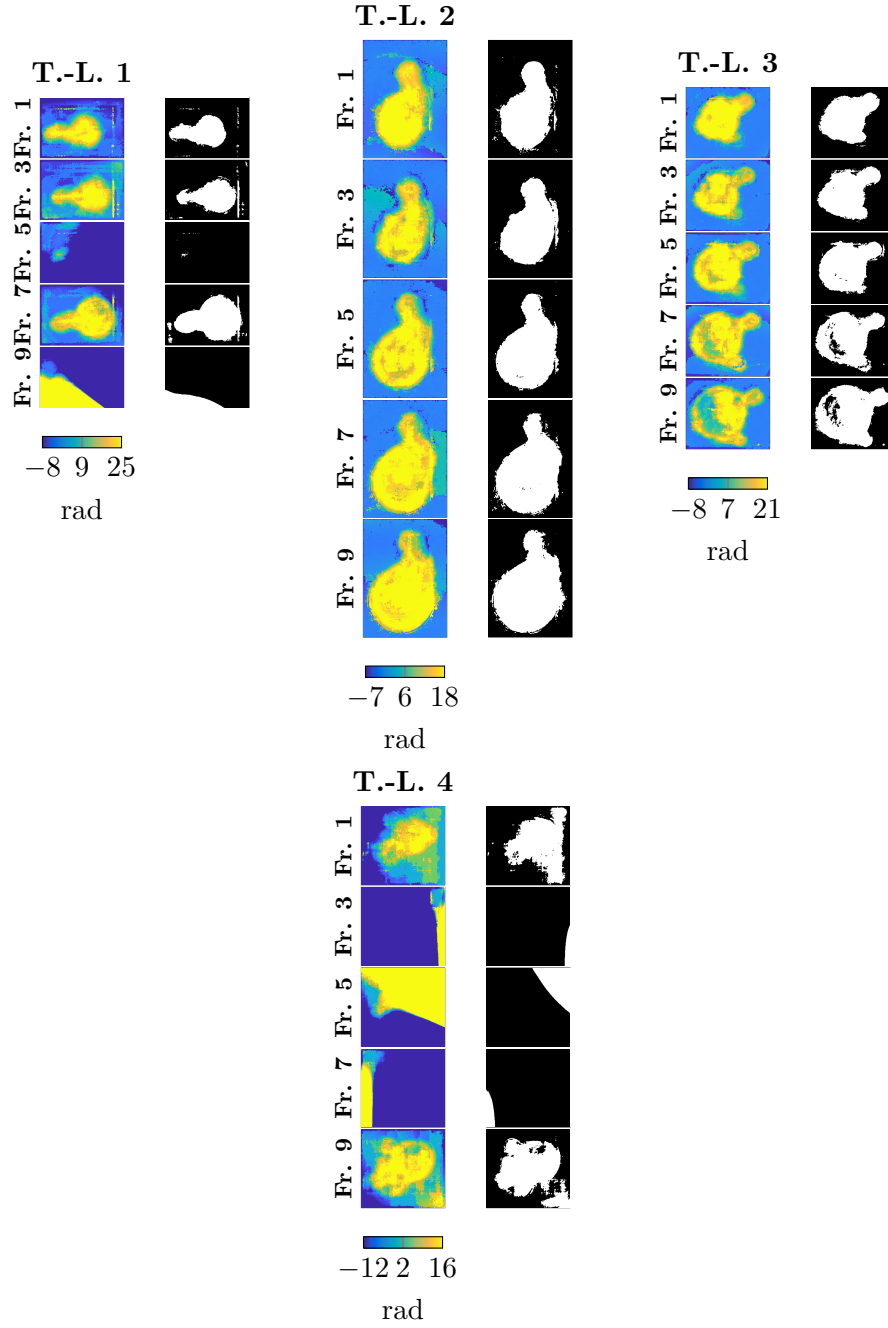 T.-L. 1
Fr. 1
Fr. 3
Fr. 5
Fr. 7
Fr. 9
−8 9 25
rad
T.-L. 2
Fr. 1
Fr. 3
Fr. 5
Fr. 7
Fr. 9
−7 6 18
rad
T.-L. 3
Fr. 1
Fr. 3
Fr. 5
Fr. 7
Fr. 9
−8 7 21
rad
T.-L. 4
Fr. 1
Fr. 3
Fr. 5
Fr. 7
Fr. 9
−12 2 16
rad